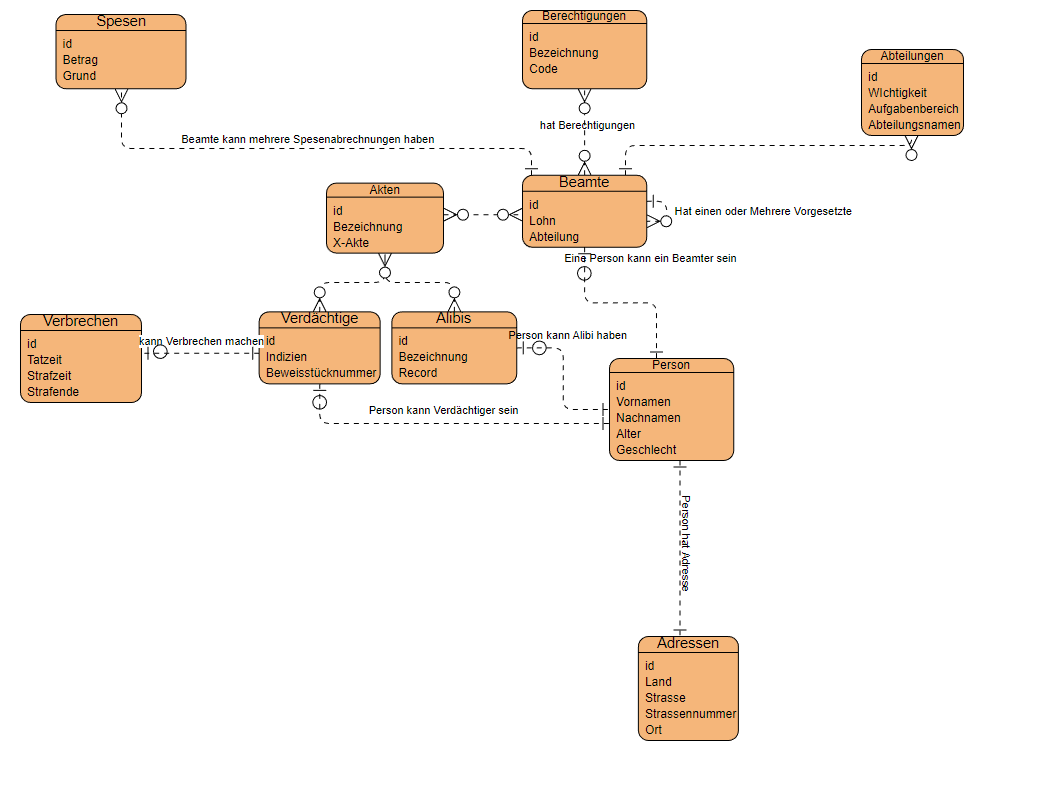 Spesen
id
Betrag
Grund
Berechtigungen
id
Bezeichnung
Code
Abteilungen
id
WIchtigkeit
Aufgabenbereich
Abteilungsnamen
hat Berechtigungen
Beamte kann mehrere Spesenabrechnungen haben
Akten
id
Bezeichnung
X-Akte
Beamte
id
Lohn
Abteilung
Hat einen oder Mehrere Vorgesetzte
Eine Person kann ein Beamter sein
Verbrechen
id
Tatzeit
Strafzeit
Strafende
kann Verbrechen machen
Verdächtige
id
Indizien
Beweisstücknummer
Alibis
id
Bezeichnung
Record
Person kann Alibi haben
Person
id
Vornamen
Nachnamen
Alter
Geschlecht
Person kann Verdächtiger sein
Person hat Adresse
Adressen
id
Land
Strasse
Strassennummer
Ort